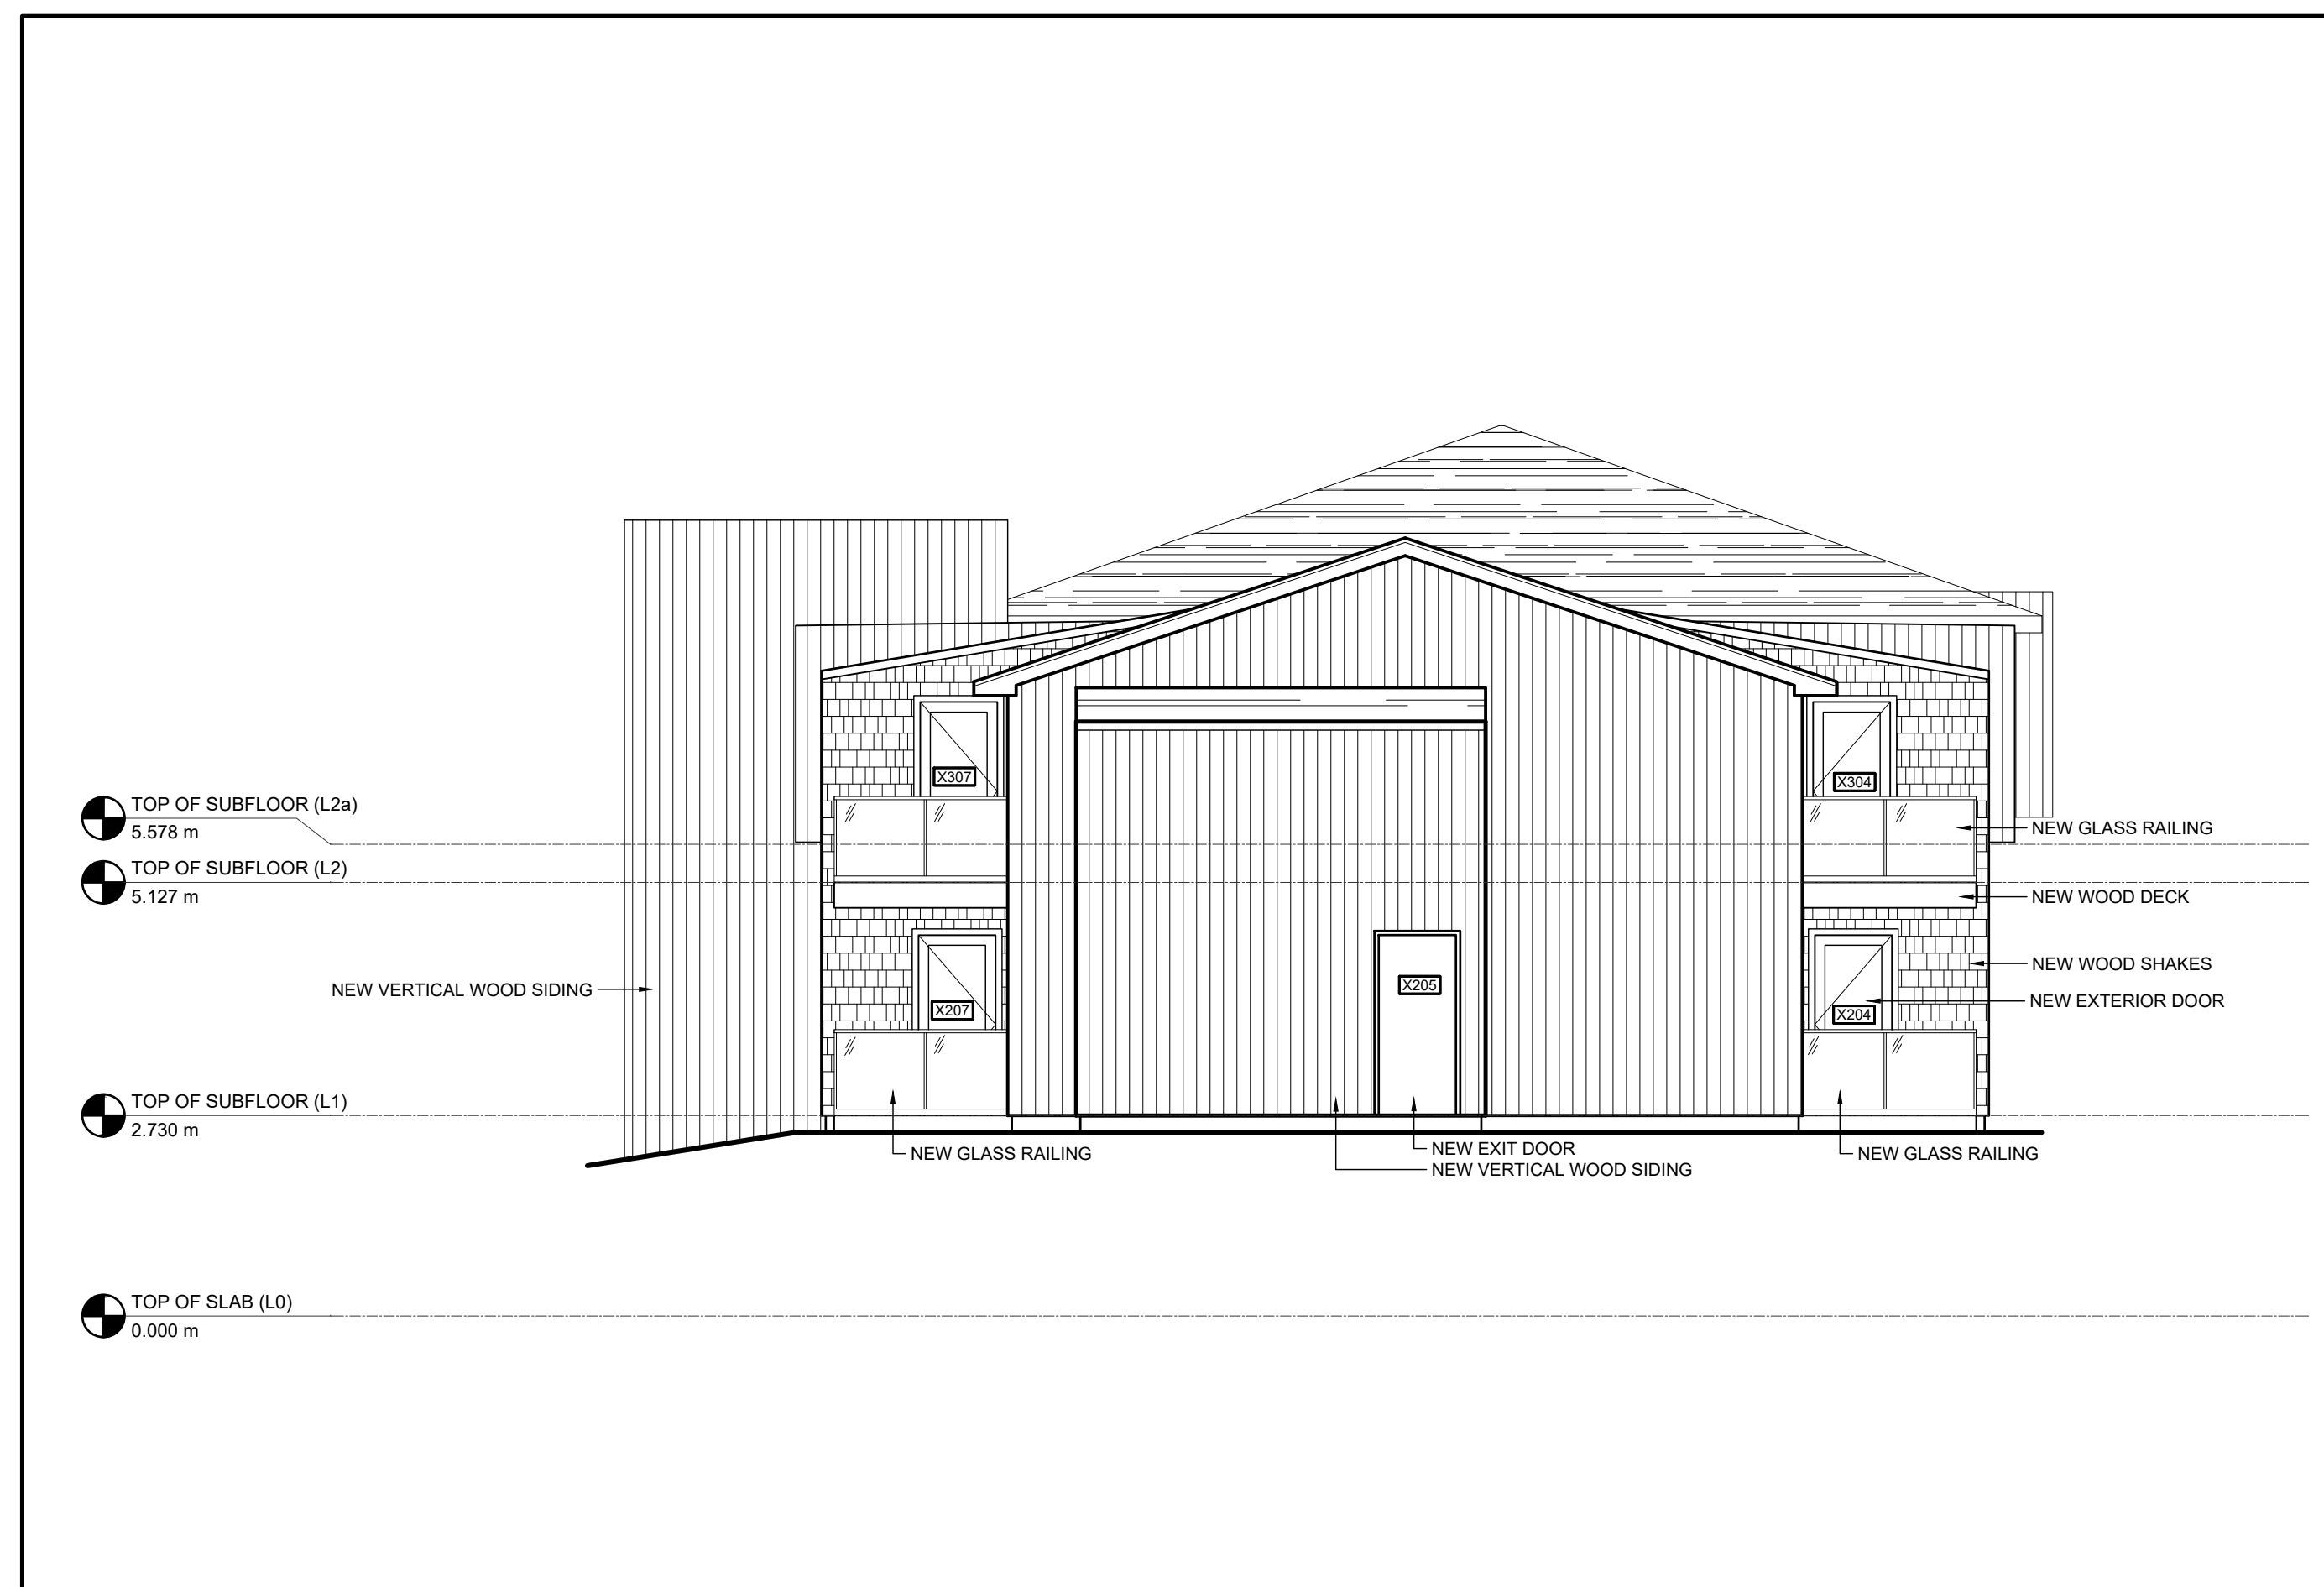 X307
X304
TOP OF SUBFLOOR (L2a)
5.578 m
NEW GLASS RAILING
TOP OF SUBFLOOR (L2)
5.127 m
NEW WOOD DECK
NEW WOOD SHAKES
NEW VERTICAL WOOD SIDING
X205
NEW EXTERIOR DOOR
X207
X204
TOP OF SUBFLOOR (L1)
2.730 m
NEW GLASS RAILING
NEW EXIT DOOR
NEW VERTICAL WOOD SIDING
NEW GLASS RAILING
TOP OF SLAB (L0)
0.000 m